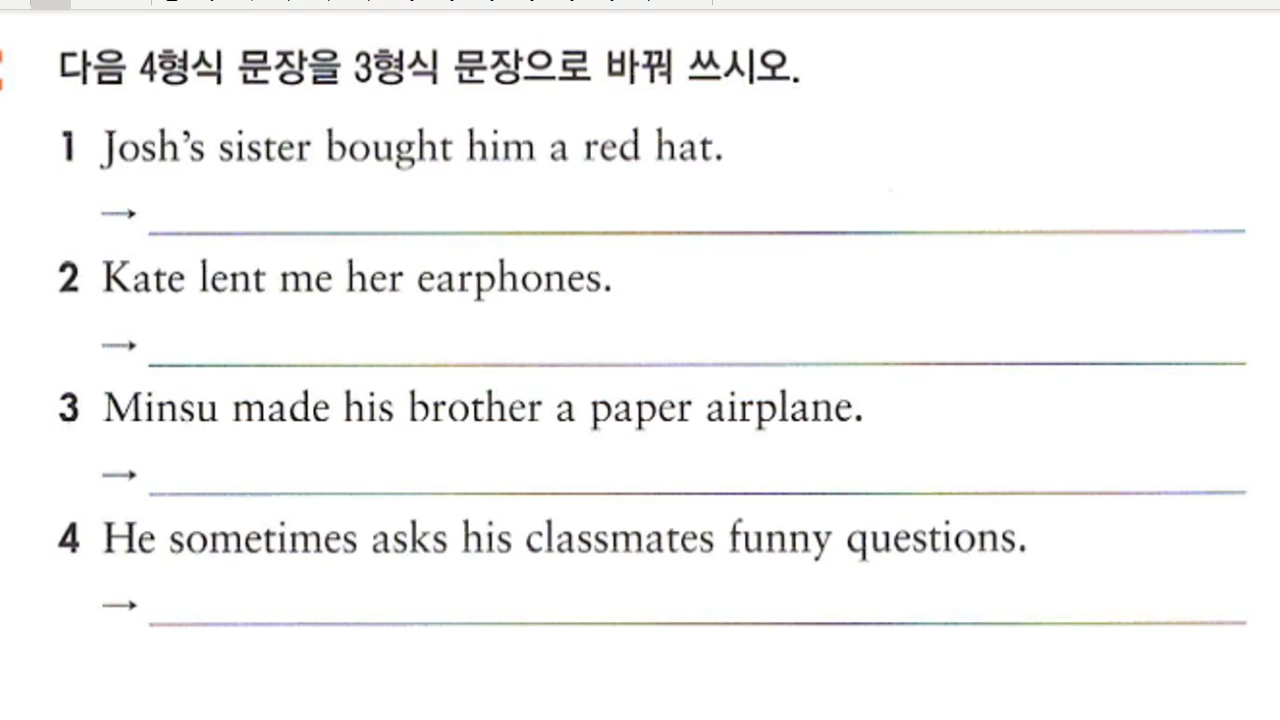 다음 4형식 문장을 3형식 문장으로 바꿔 쓰시오.
1 Josh's sister bought him a red hat.
→
2 Kate lent me her earphones.
→
3 Minsu made his brother a paper airplane.
→
4 He sometimes asks his classmates funny questions.
→